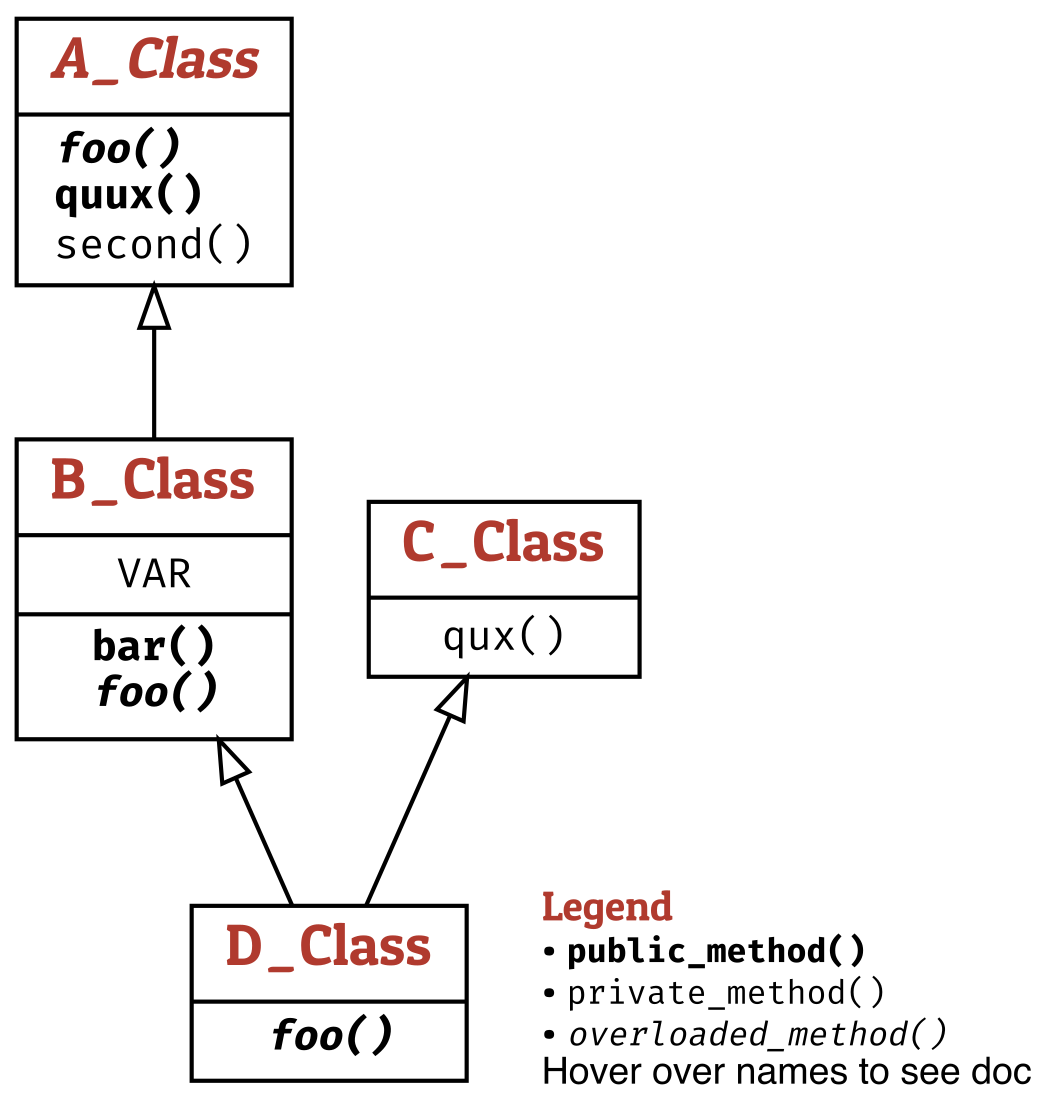 A_Class
foo()
quux()
second()
B_Class
VAR
bar()
foo()
C_Class
qux()
D_Class
foo()
Legend
• public_method()
• private_method()
• overloaded_method()
Hover over names to see doc